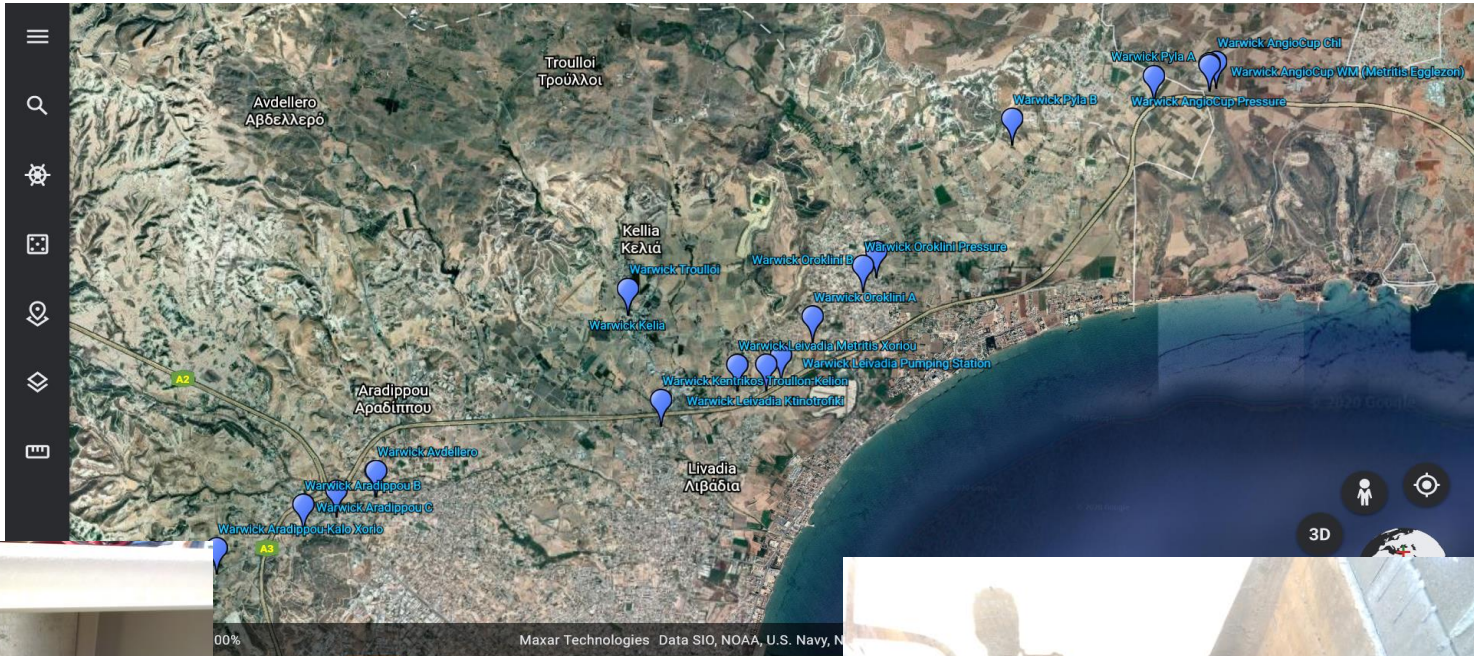 Warwick AngioCup Chl
Warwick Pyla A
Troulloi
Τρούλλοι
Warwick AngioCup WM (Metritis Egglezon)
Avdellero
Αβδελλερό
Warwick Pyla B
Warwick AngioCup Pressure
Kellia
Κελιά
Warwick Oroklini Pressure
Warwick Oroklini B
Warwick Troulloi
Warwick Oroklini A
Warwick Kelia
Warwick Leivadia Metritis Xoriou
Warwick Leivadia Pumping Station
A2
Warwick Kentrikos Troullon-Kelion
Aradippou
Αραδίππου
Warwick Leivadia Ktinotrofiki
© 2020 Google
Warwick Avdellero
Livadia
Λιβάδια
Warwick Aradippou B
Warwick Aradippou C
Warwick Aradippou-Kalo Xorio
3D
A3
00%
Maxar Technologies Data SIO, NOAA, U.S. Navy, N